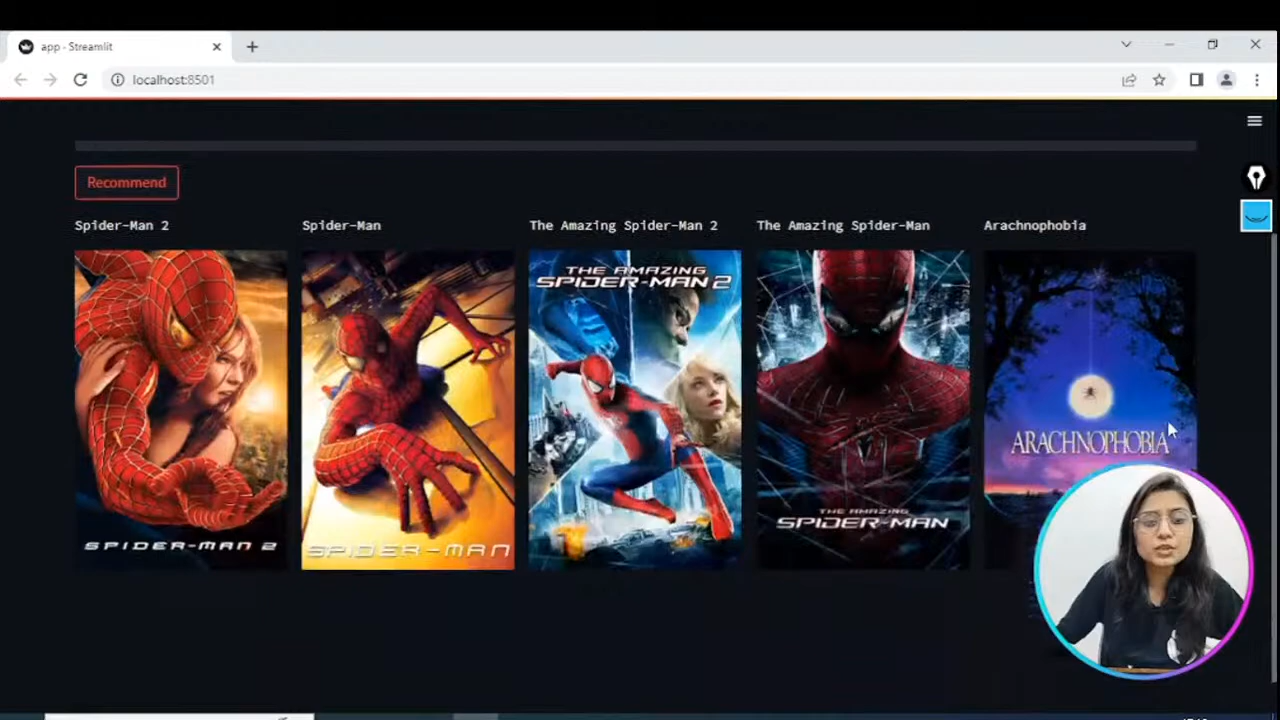 app - Streamlit
localhost:8501
Recommend
Spider-Man 2
Spider-Man
The Amazing Spider-Man 2
The Amazing Spider-Man
Arachnophobia
SPIDER-MAN 2
SPIDER-MAN
THE AMAZING
SPIDER-MAN 2
THE AMAZING
SPIDER-MAN
ARACHNOPHOBIA